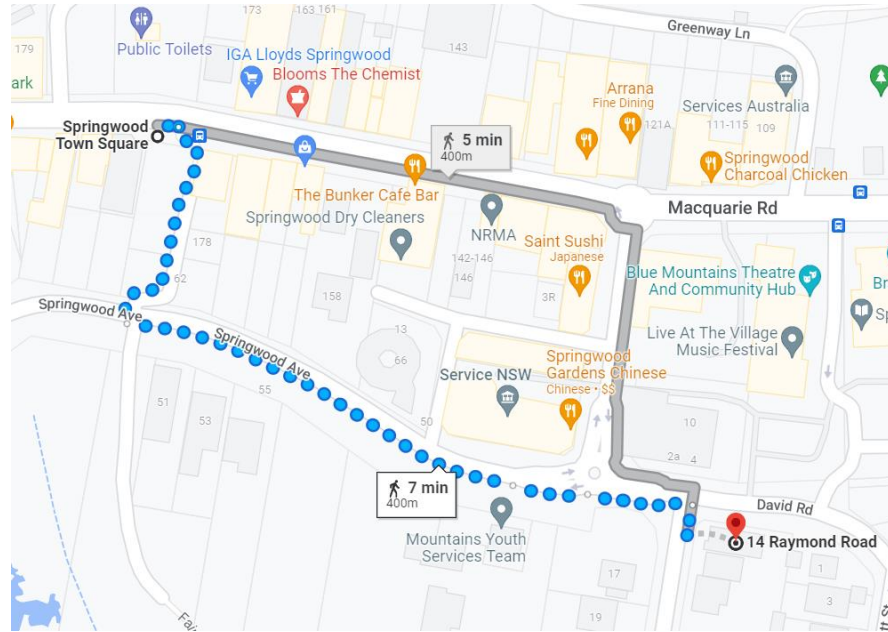 173
163
161
Greenway Ln
179
Public Toilets
143
IGA Lloyds Springwood
Blooms The Chemist
ark
Arrana
Fine Dining
Services Australia
121A
111-115
109
Springwood
Town Square
5 min
400m
Springwood
Charcoal Chicken
The Bunker Cafe Bar
Macquarie Rd
Springwood Dry Cleaners
NRMA
178
142-146
146
Saint Sushi
Japanese
62
3R
Blue Mountains Theatre
And Community Hub
Br
Springwood Ave
158
Sp
Springwood Ave
13
66
Live At The Village
Music Festival
Springwood
Gardens Chinese
Chinese • $$
Service NSW
55
51
53
50
10
2a
4
7 min
400m
David Rd
Mountains Youth
Services Team
14 Raymond Road
17
1
19
3
Fai
tt St